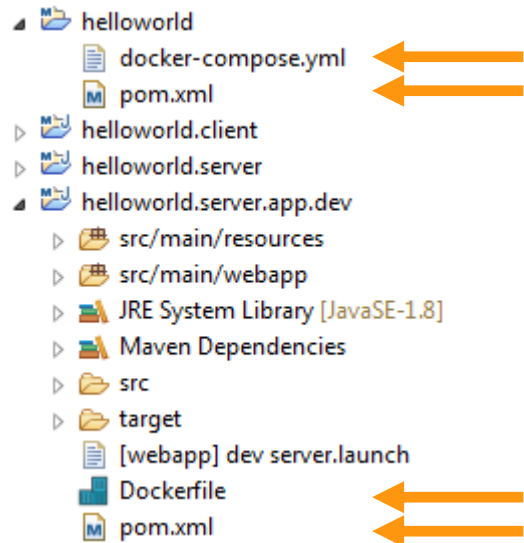 helloworld
docker-compose.yml
pom.xml
helloworld.client
helloworld.server
helloworld.server.app.dev
src/main/resources
src/main/webapp
JRE System Library [JavaSE-1.8]
Maven Dependencies
src
target
[webapp] dev server.launch
Dockerfile
pom.xml